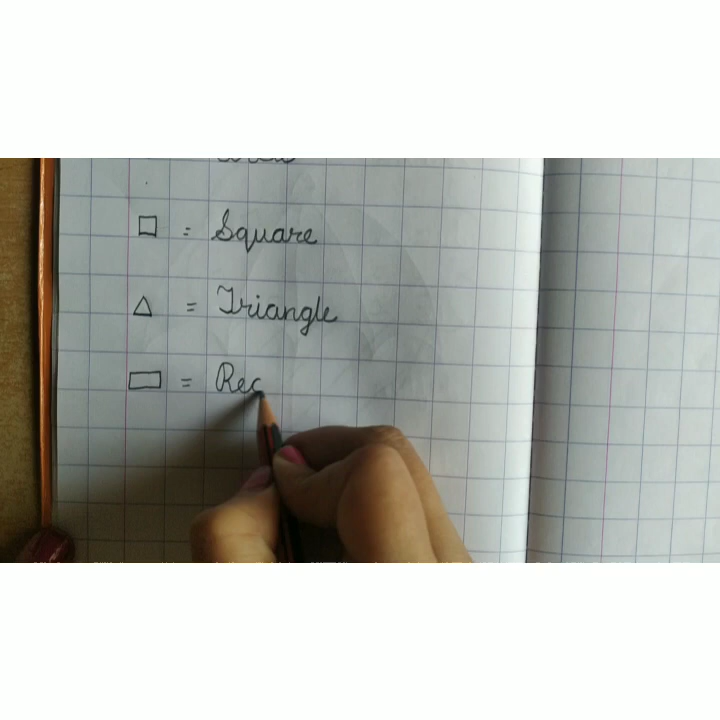 = Square
= Triangle
= Rec